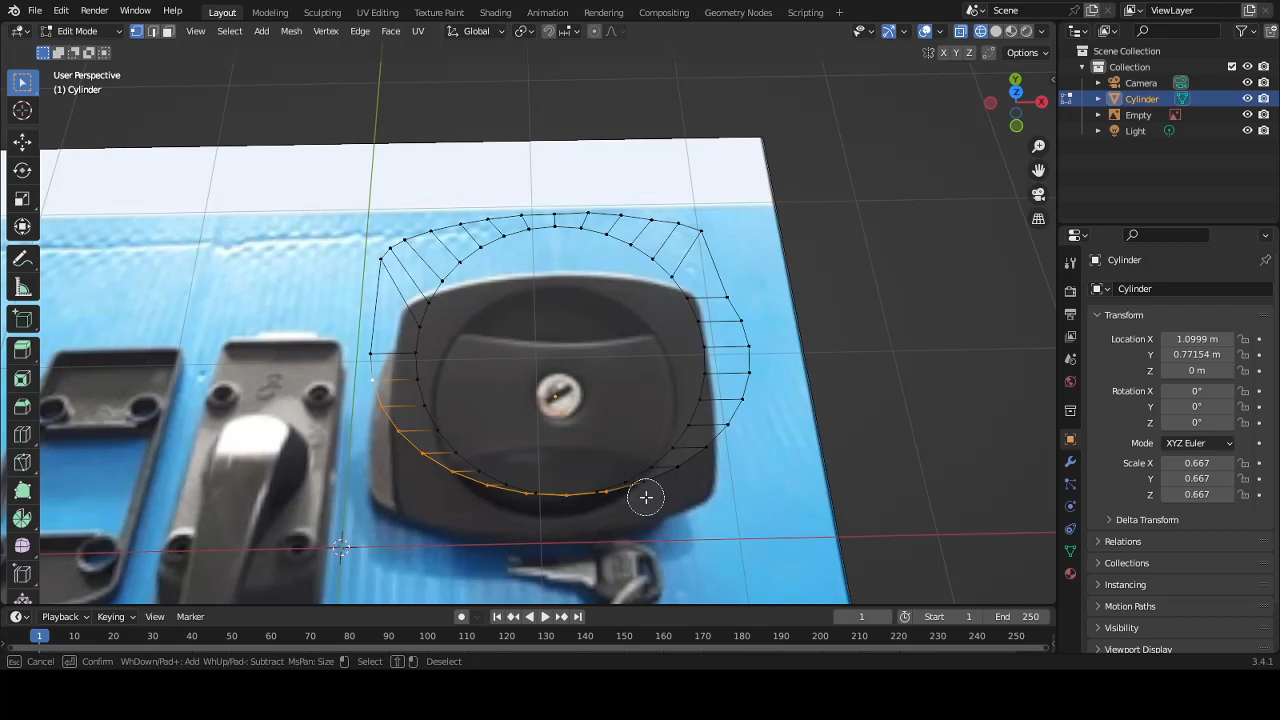 File Edit Render Window Help Layout Modeling Sculpting UV Editing Texture Paint Shading Animation Rendering Compositing Geometry Nodes Scripting + Scene ViewLayer
Edit Mode View Select Add Mesh Vertex Edge Face UV Global
X Y Z Options
User Perspective
(1) Cylinder
Y
Z
X
Scene Collection
Collection
Camera
Cylinder
Empty
Light
Cylinder
Cylinder
Transform
Location X 1.0999 m
Y 0.77154 m
Z 0 m
Rotation X 0°
Y 0°
Z 0°
Mode XYZ Euler
Scale X 0.667
Y 0.667
Z 0.667
Delta Transform
Relations
Collections
Instancing
Motion Paths
Visibility
Viewport Display
Playback Keying View Marker 1 Start 1 End 250
1 10 20 30 40 50 60 70 80 90 100 110 120 130 140 150 160 170 180 190 200 210 220 230 240 250
Esc Cancel Confirm WhDown/Pad+: Add WhUp/Pad-: Subtract MsPan: Size Select Deselect 3.4.1